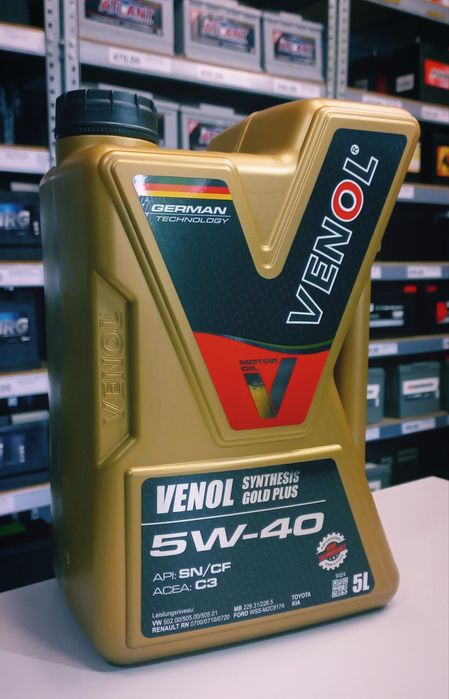 ATLANT
GERMAN
TECHNOLOGY
VENOL®
VENOL
MOTOR
OIL
V
VENOL SYNTHESIS
GOLD PLUS
5W-40
API: SN/CF
ACEA: C3
Leistungsniveau:
VW 502.00/505.00/505.01
RENAULT RN 0700/0710/0720
MB 229.31/226.5
FORD WSS-M2C917A
TOYOTA
KIA
9324
5L